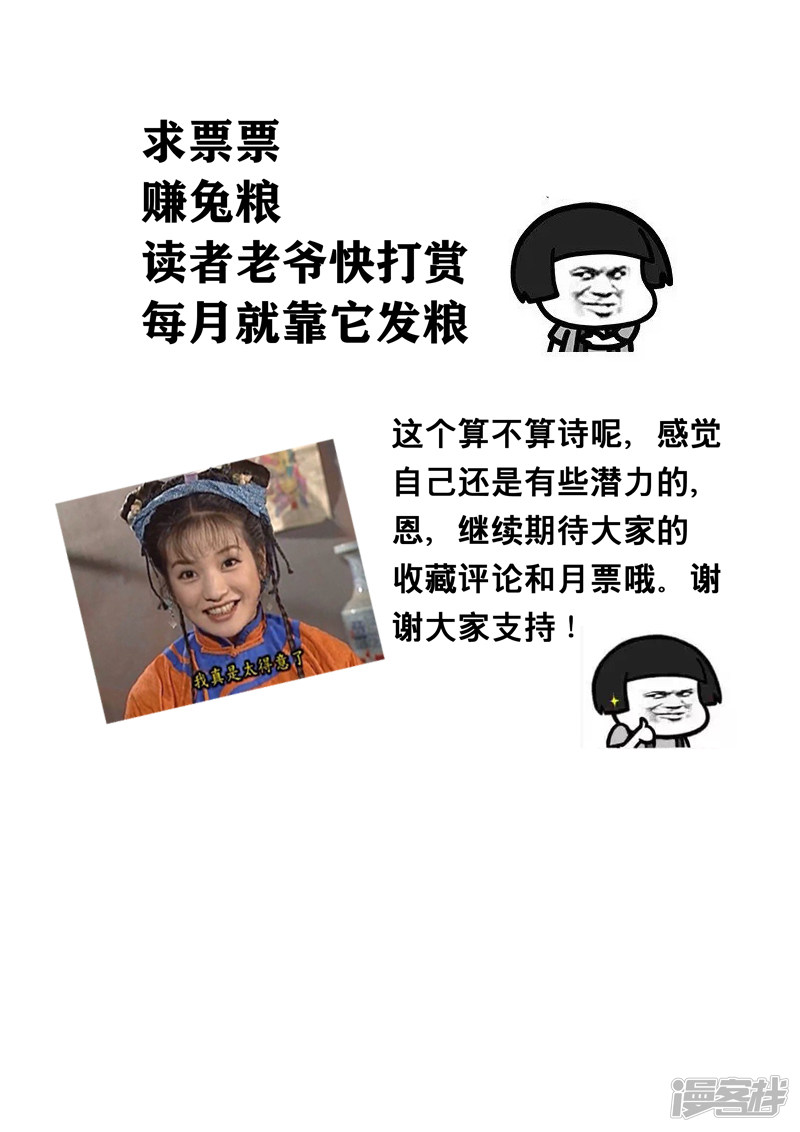 求票票
赚兔粮
读者老爷快打赏
每月就靠它发粮
这个算不算诗呢，感觉
自己还是有些潜力的，
恩，继续期待大家的
收藏评论和月票哦。谢
谢大家支持！
我真是太得意了
漫客栈